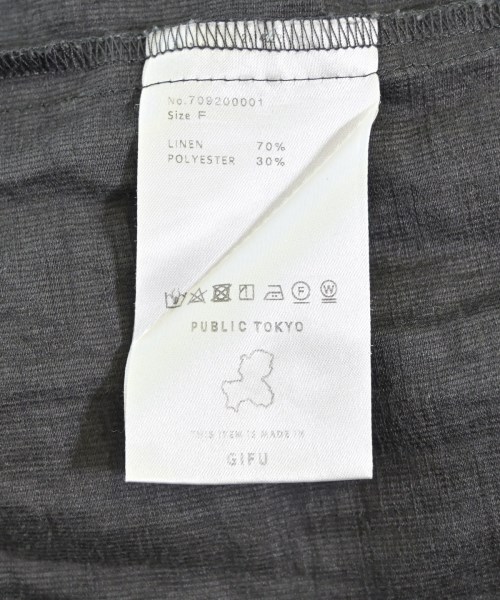 No.709200001
Size F
LINEN 70%
POLYESTER 30%
F W
PUBLIC TOKYO
THIS ITEM IS MADE IN
GIFU